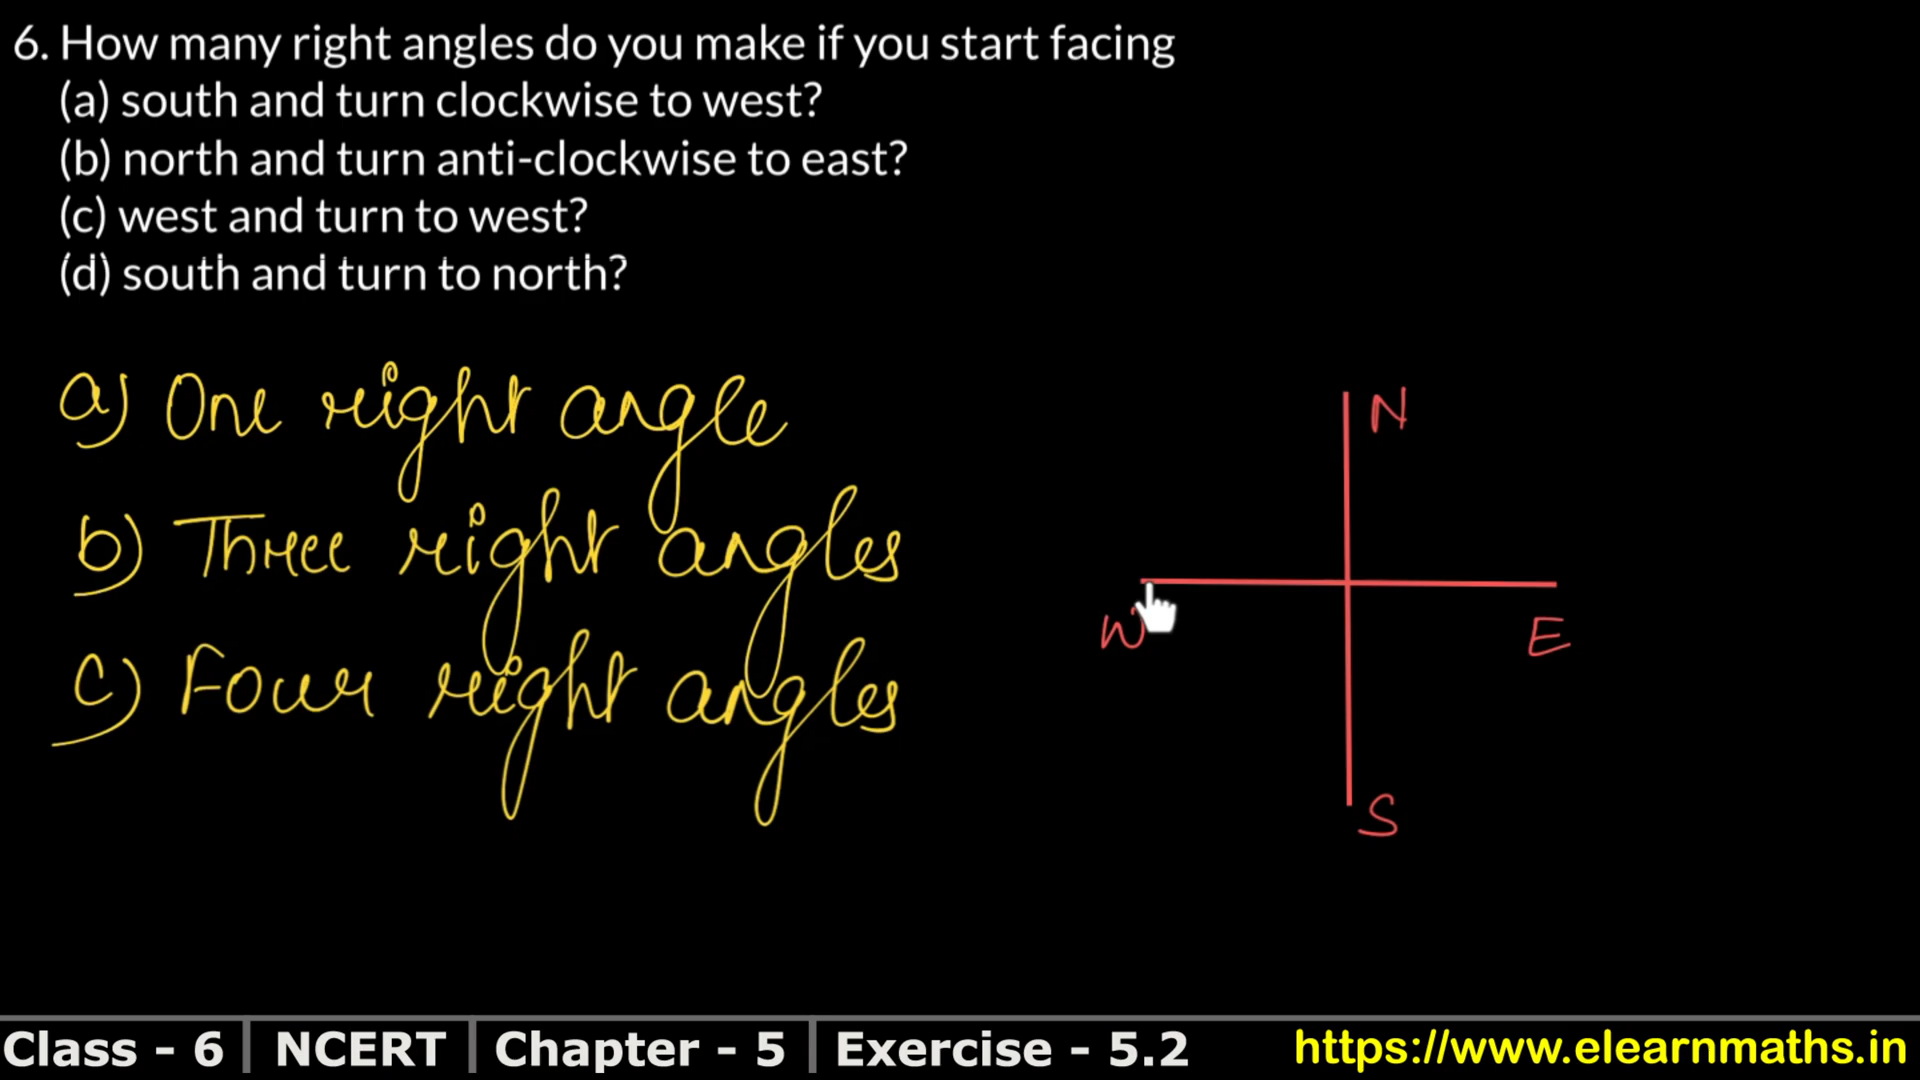 6. How many right angles do you make if you start facing
(a) south and turn clockwise to west?
(b) north and turn anti-clockwise to east?
(c) west and turn to west?
(d) south and turn to north?
a) One right angle
b) Three right angles
c) Four right angles
N
W
E
S
Class - 6 | NCERT | Chapter - 5 | Exercise - 5.2 https://www.elearnmaths.in